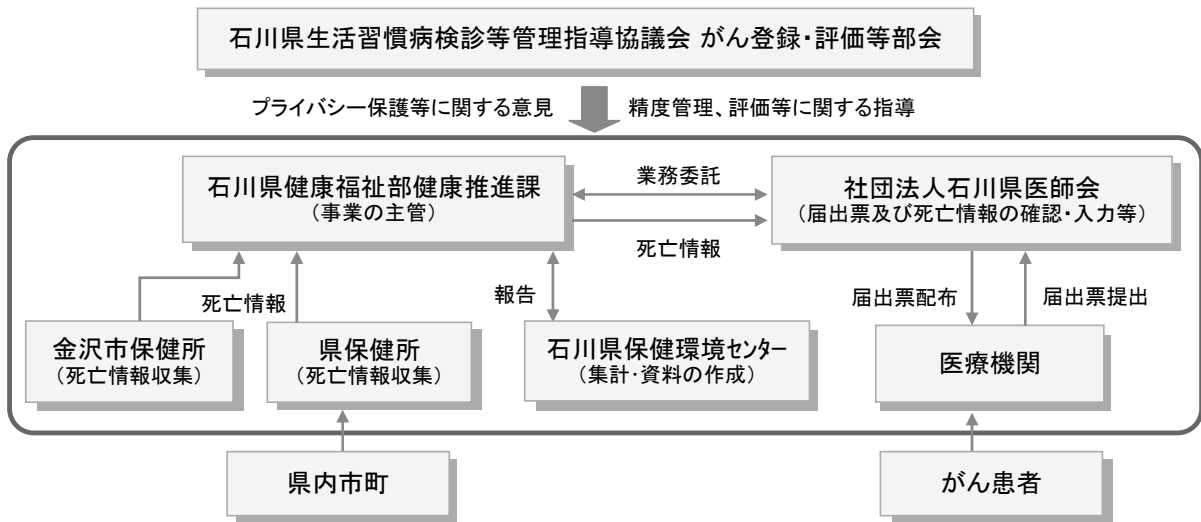 石川県生活習慣病検診等管理指導協議会 がん登録・評価等部会
プライバシー保護等に関する意見
精度管理、評価等に関する指導
石川県健康福祉部健康推進課
（事業の主管）
業務委託
死亡情報
社団法人石川県医師会
（届出票及び死亡情報の確認・入力等）
死亡情報
報告
届出票配布
届出票提出
金沢市保健所
（死亡情報収集）
県保健所
（死亡情報収集）
石川県保健環境センター
（集計・資料の作成）
医療機関
県内市町
がん患者